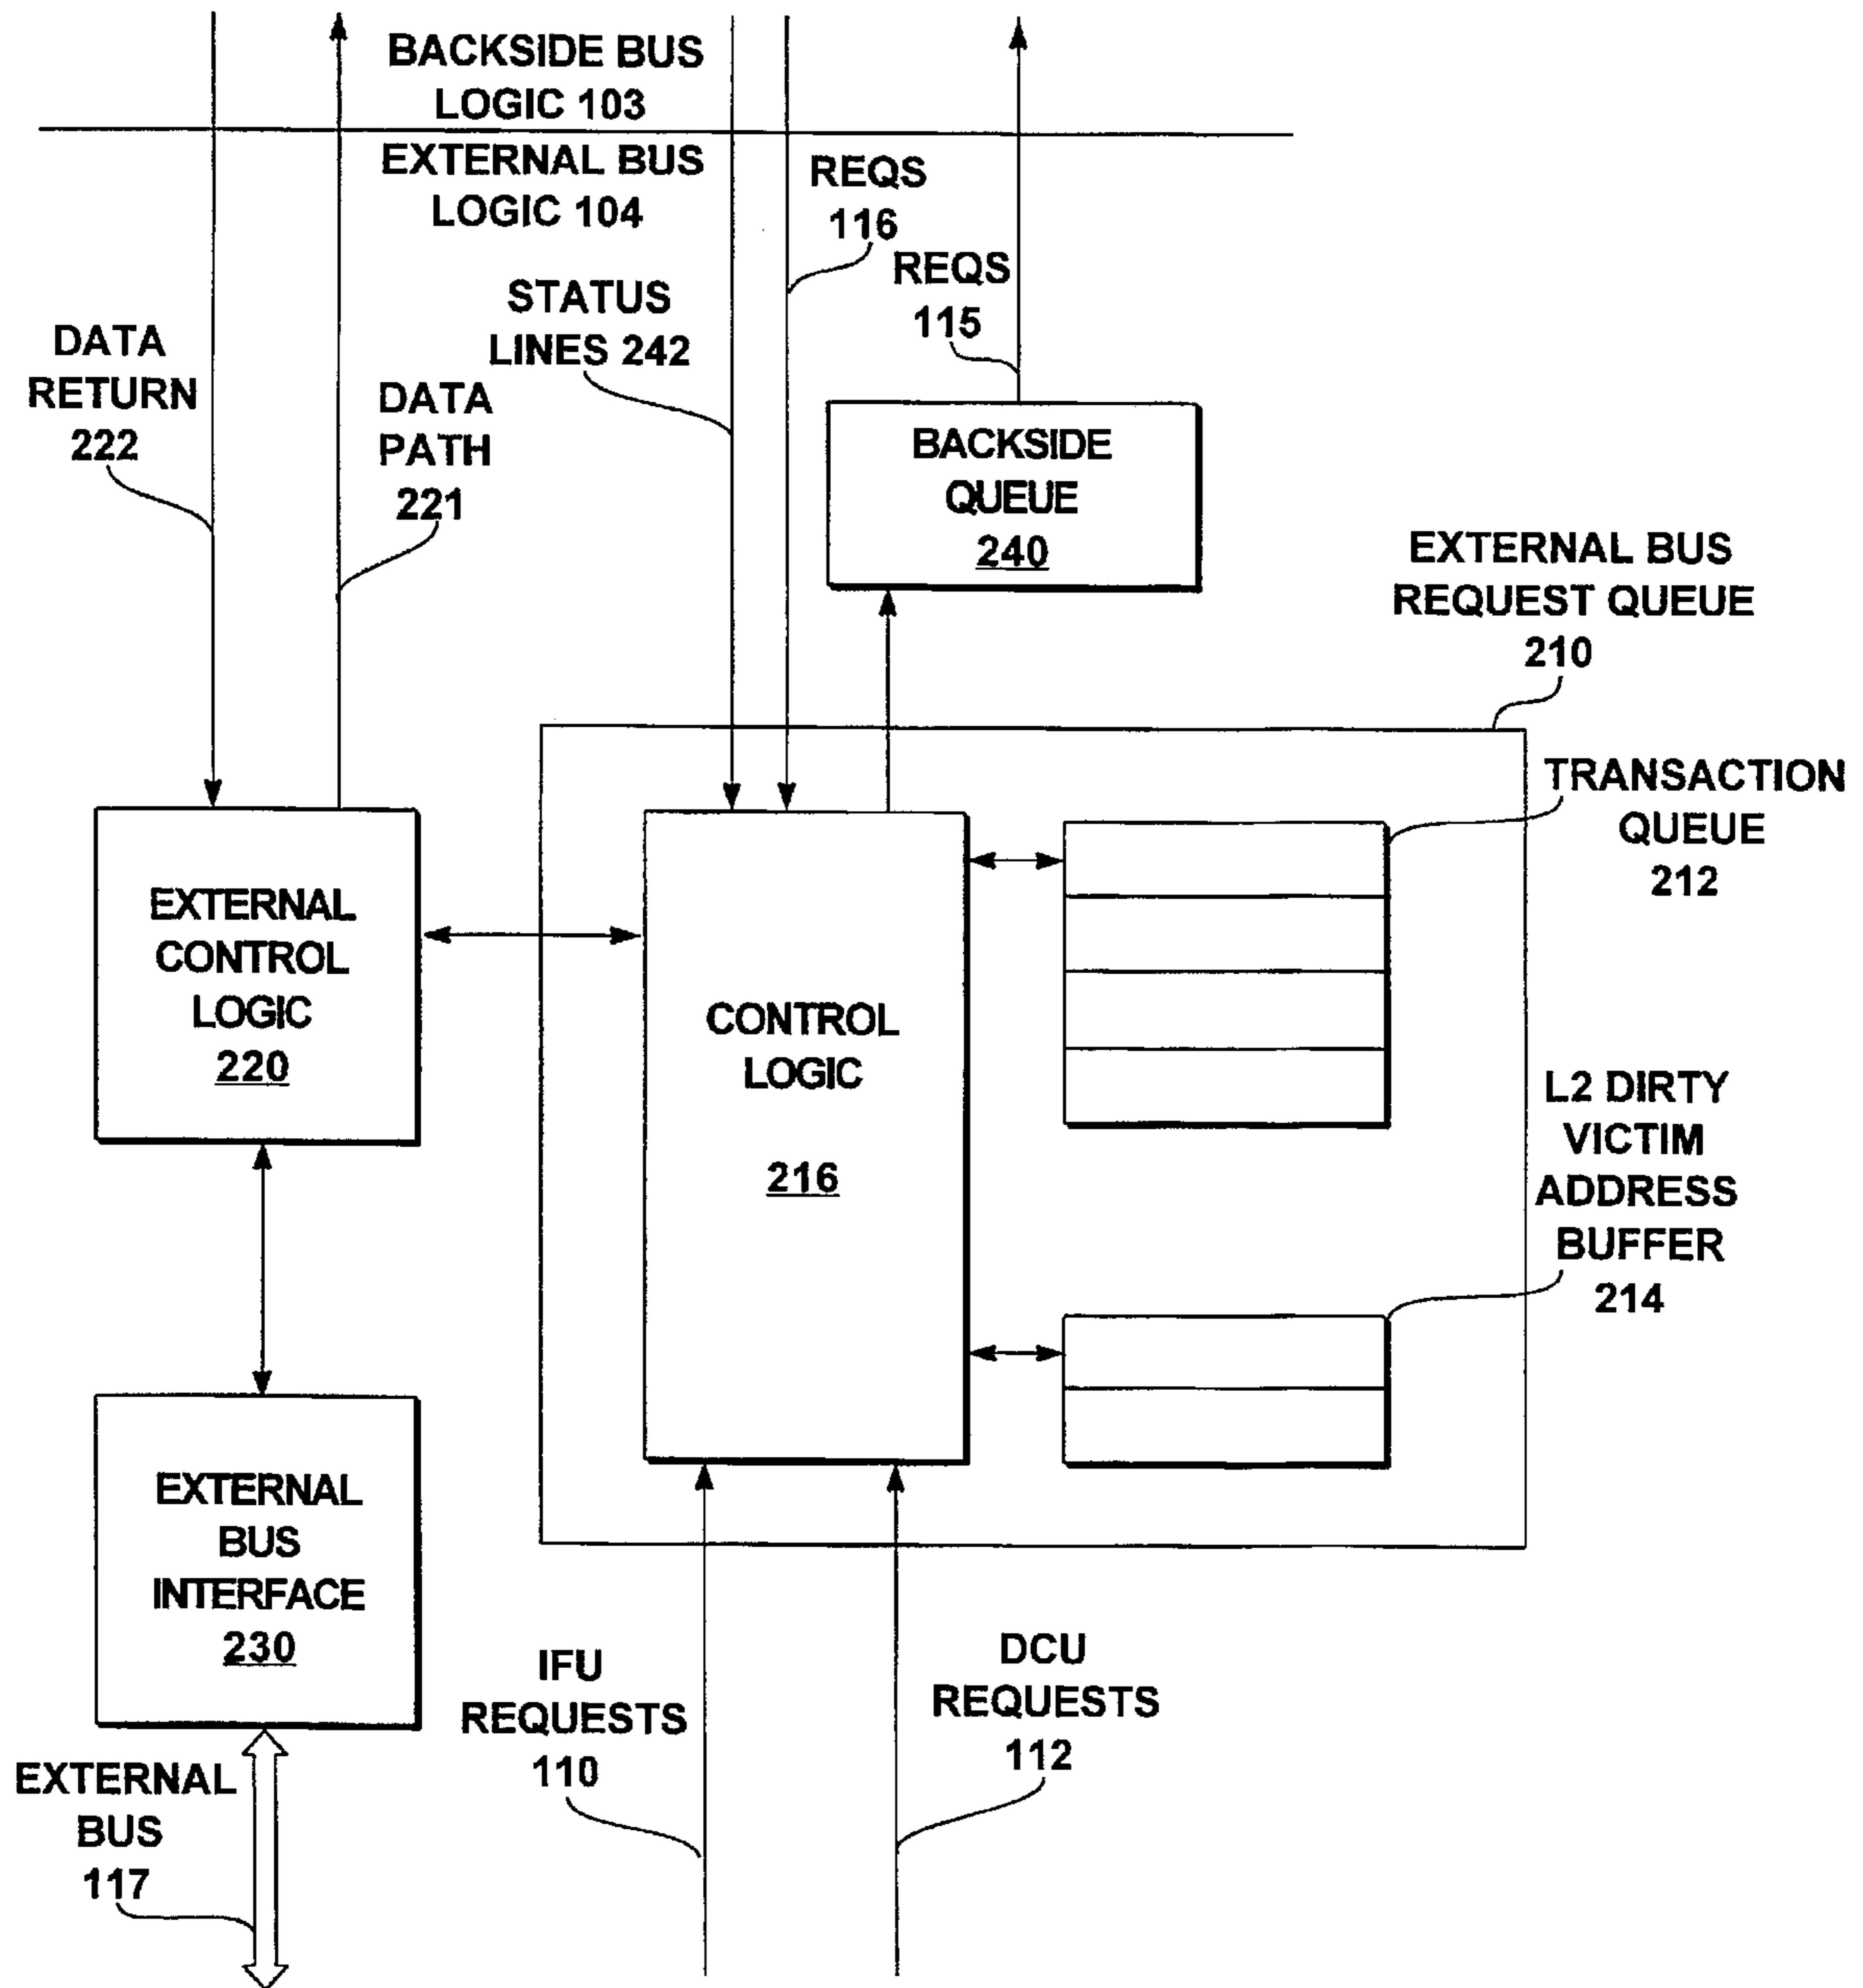 BACKSIDE BUS
LOGIC 103
EXTERNAL BUS
LOGIC 104
REQS
116
REQS
115
STATUS
LINES 242
DATA
RETURN
222
DATA
PATH
221
BACKSIDE
QUEUE
240
EXTERNAL BUS
REQUEST QUEUE
210
TRANSACTION
QUEUE
212
EXTERNAL
CONTROL
LOGIC
220
CONTROL
LOGIC
216
L2 DIRTY
VICTIM
ADDRESS
BUFFER
214
EXTERNAL
BUS
INTERFACE
230
IFU
REQUESTS
110
DCU
REQUESTS
112
EXTERNAL
BUS
117